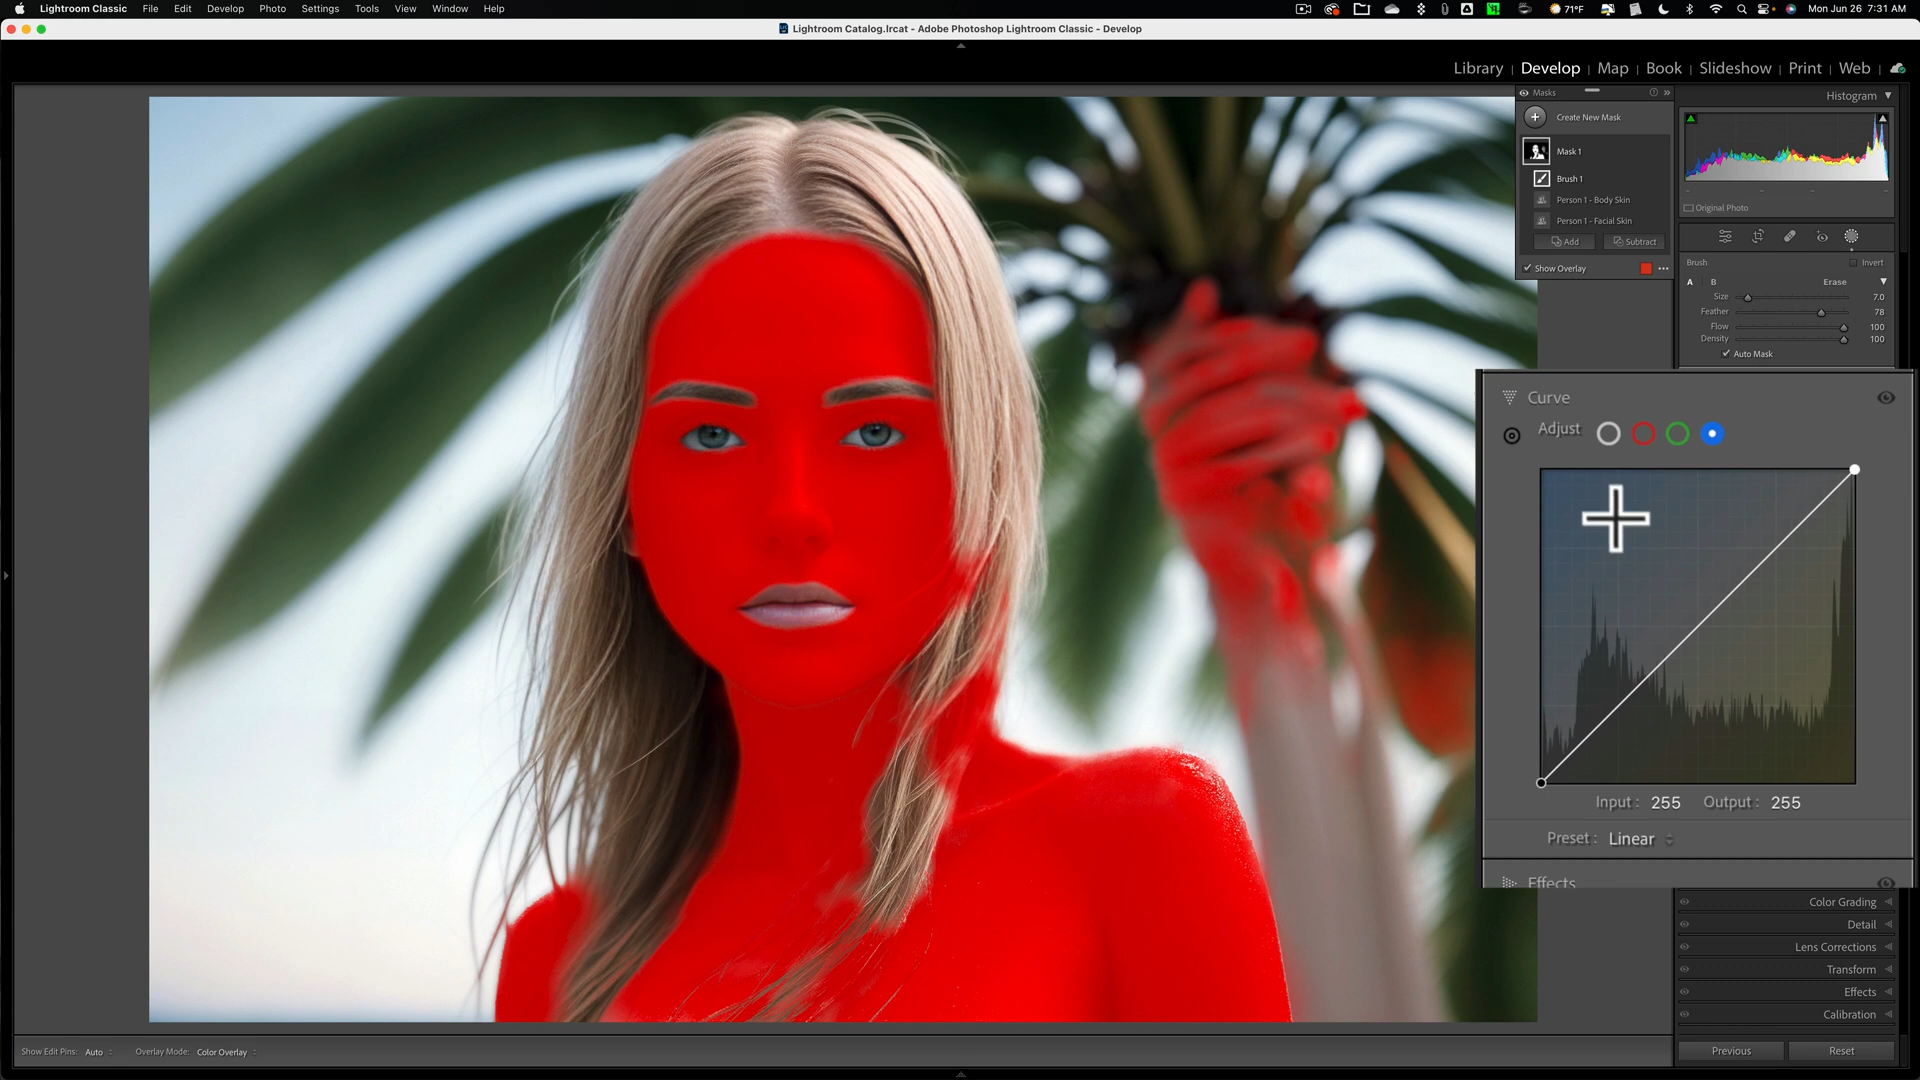 Lightroom Classic File Edit Develop Photo Settings Tools View Window Help 71°F Mon Jun 26 7:31 AM
Lightroom Catalog.lrcat - Adobe Photoshop Lightroom Classic - Develop
Library | Develop | Map | Book | Slideshow | Print | Web |
Masks
Histogram
Create New Mask
Mask 1
Brush 1
Person 1 - Body Skin
Person 1 - Facial Skin
Add Subtract
Show Overlay
Original Photo
Brush Invert
A B Erase
Size 7.0
Feather 78
Flow 100
Density 100
Auto Mask
Curve
Adjust
Input : 255 Output : 255
Preset : Linear
Effects
Color Grading
Detail
Lens Corrections
Transform
Effects
Calibration
Show Edit Pins: Auto Overlay Mode: Color Overlay
Previous Reset